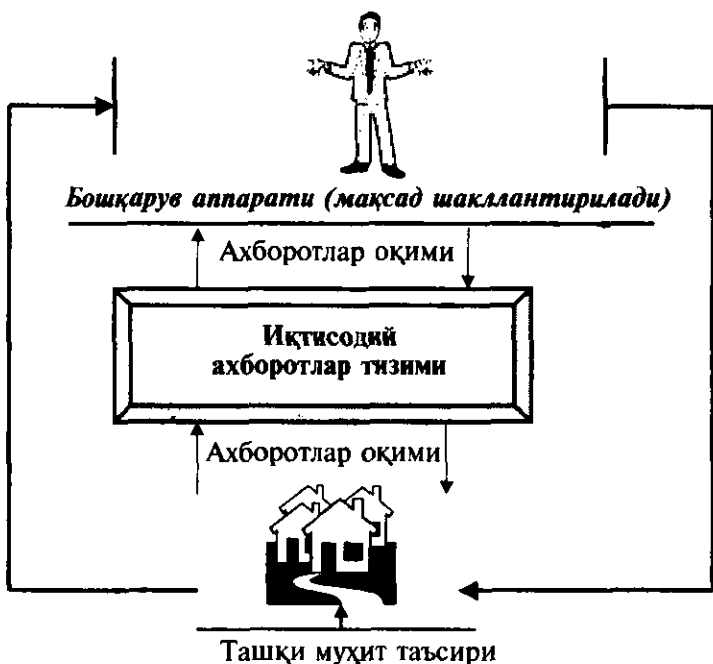 Бошқарув аппарати (мақсад шакллантирилади)
Ахборотлар оқими
Иқтисодий
ахборотлар тизими
Ахборотлар оқими
Ташқи муҳит таъсири